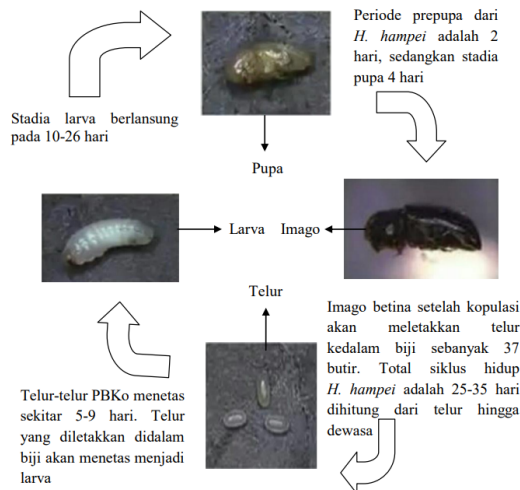 Periode prepupa dari
H. hampei adalah 2
hari, sedangkan stadia
pupa 4 hari
Stadia larva berlansung
pada 10-26 hari
Pupa
Larva
Imago
Telur
Imago betina setelah kopulasi
akan meletakkan telur
kedalam biji sebanyak 37
butir. Total siklus hidup
H. hampei adalah 25-35 hari
dihitung dari telur hingga
dewasa
Telur-telur PBKo menetas
sekitar 5-9 hari. Telur
yang diletakkan didalam
biji akan menetas menjadi
larva